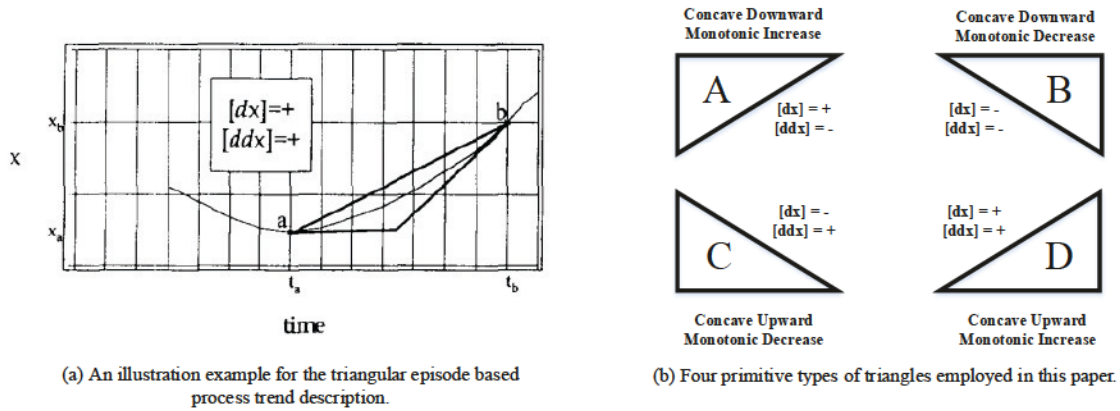 [dx]=+
[ddx]=+
b
a
x_b
x
x_a
t_a
t_b
time
(a) An illustration example for the triangular episode based
process trend description.
Concave Downward
Monotonic Increase
A
[dx] = +
[ddx] = -
Concave Downward
Monotonic Decrease
B
[dx] = -
[ddx] = -
C
[dx] = -
[ddx] = +
Concave Upward
Monotonic Decrease
D
[dx] = +
[ddx] = +
Concave Upward
Monotonic Increase
(b) Four primitive types of triangles employed in this paper.